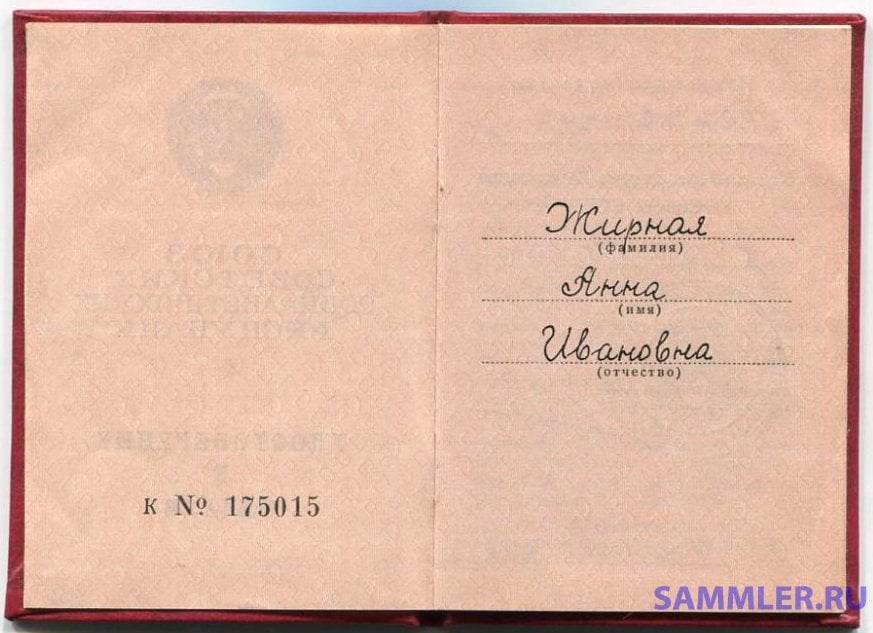 к № 175015
Жирная
(фамилия)
Анна
(имя)
Ивановна
(отчество)
SAMMLER.RU